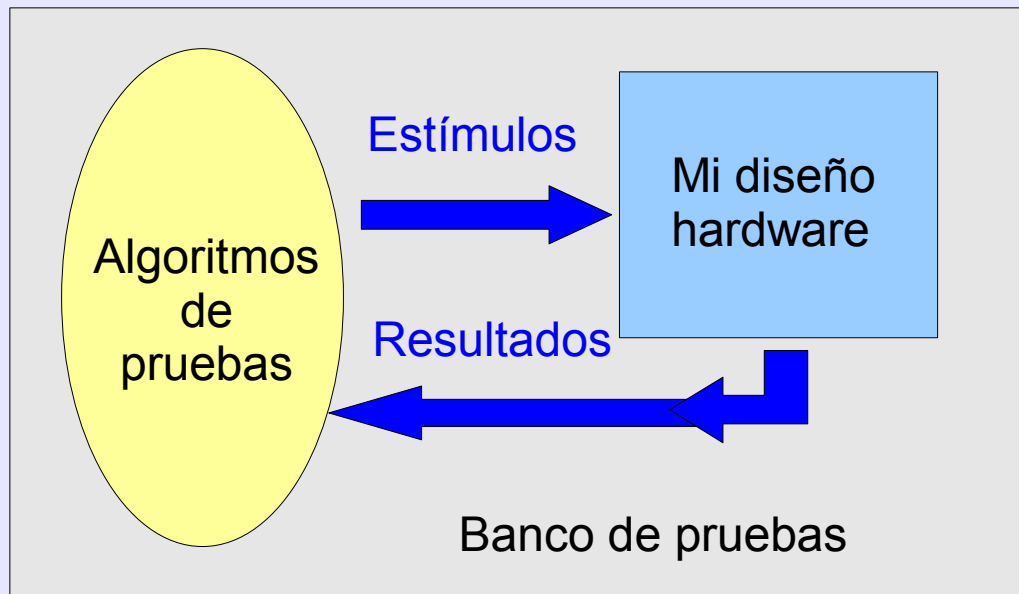 Estímulos
Mi diseño
hardware
Algoritmos
de
pruebas
Resultados
Banco de pruebas